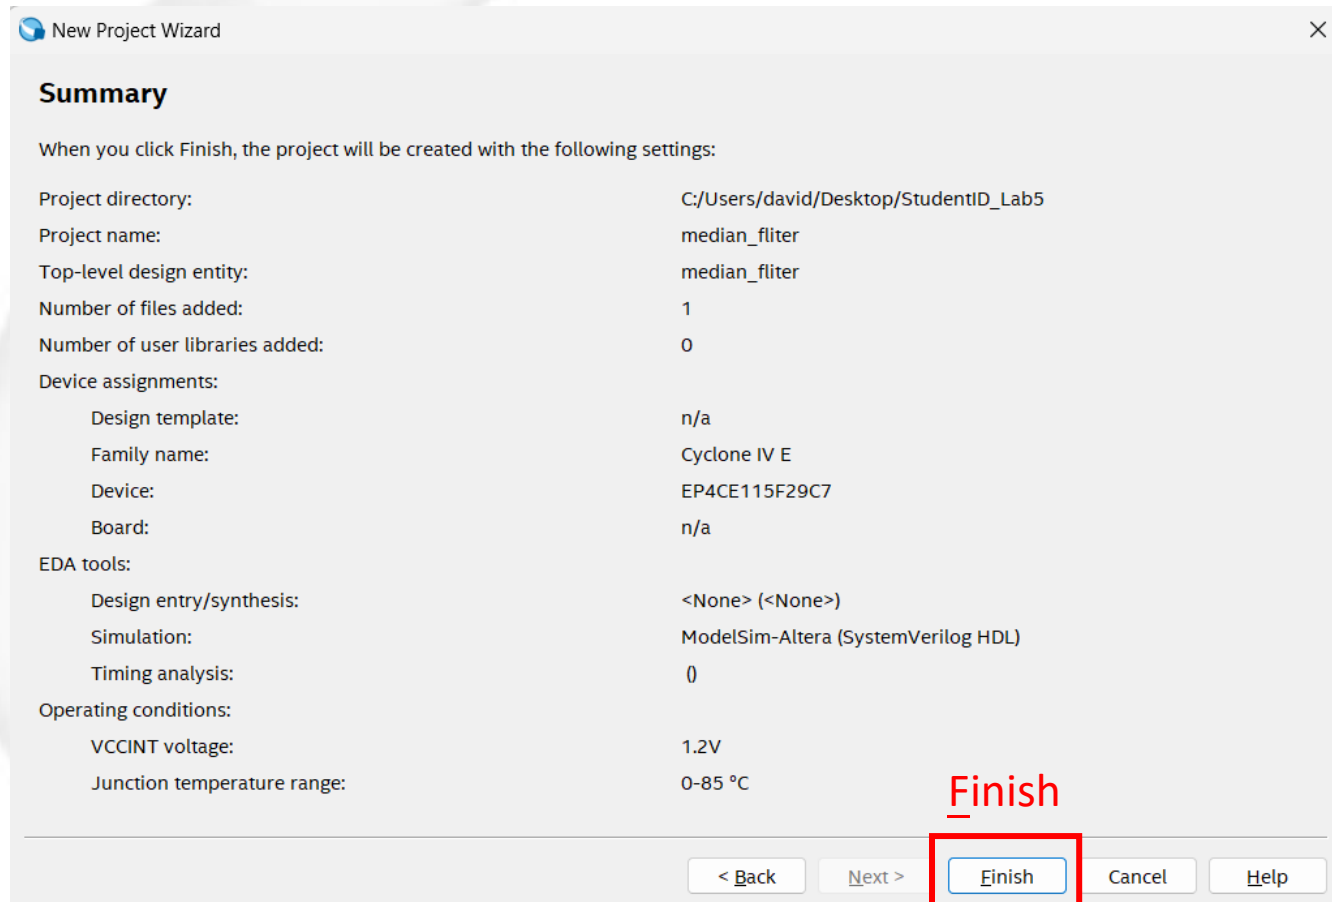 New Project Wizard
Summary
When you click Finish, the project will be created with the following settings:
Project directory: C:/Users/david/Desktop/StudentID_Lab5
Project name: median_fliter
Top-level design entity: median_fliter
Number of files added: 1
Number of user libraries added: 0
Device assignments:
Design template: n/a
Family name: Cyclone IV E
Device: EP4CE115F29C7
Board: n/a
EDA tools:
Design entry/synthesis: <None> (<None>)
Simulation: ModelSim-Altera (SystemVerilog HDL)
Timing analysis: ()
Operating conditions:
VCCINT voltage: 1.2V
Junction temperature range: 0-85 °C
Finish
< Back Next > Finish Cancel Help